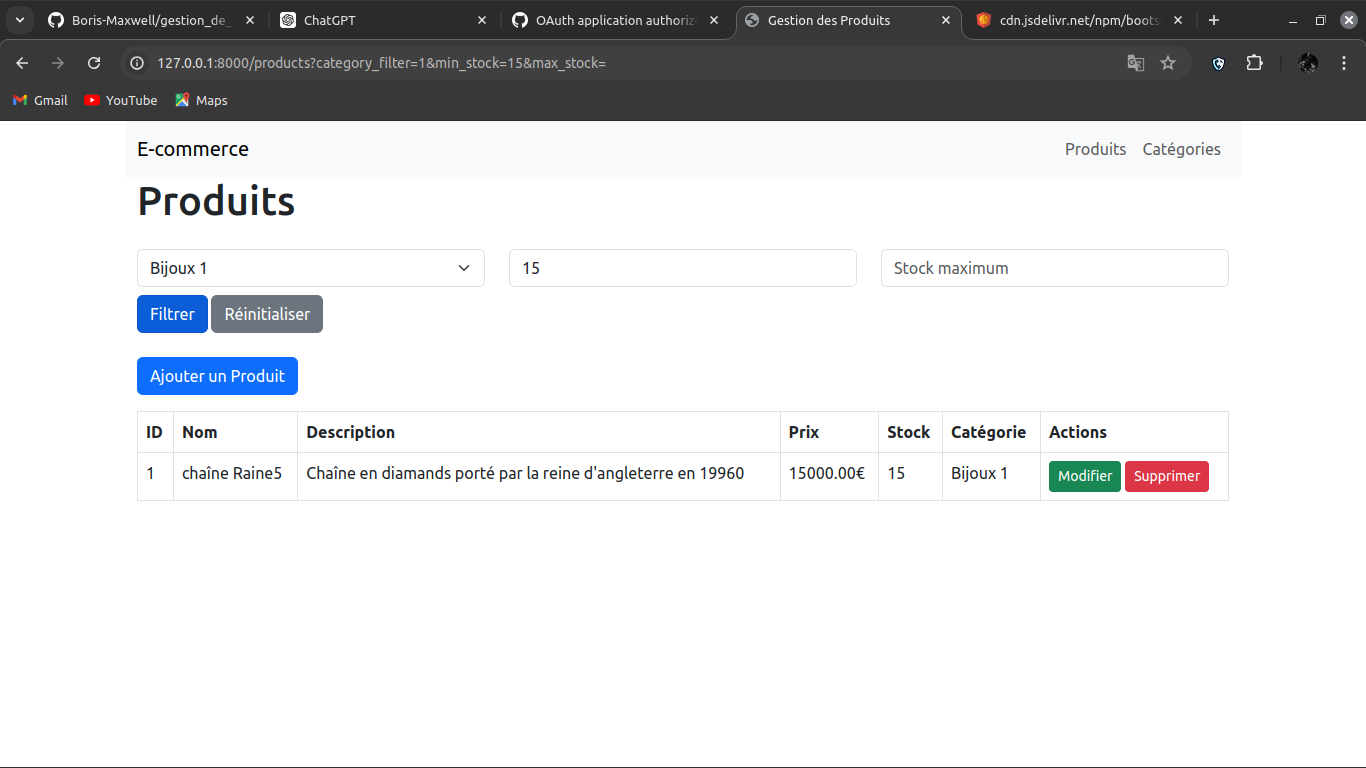 Boris-Maxwell/gestion_de_
ChatGPT
OAuth application authoriz
Gestion des Produits
cdn.jsdelivr.net/npm/boots
127.0.0.1:8000/products?category_filter=1&min_stock=15&max_stock=
Gmail YouTube Maps
E-commerce Produits Catégories
Produits
Bijoux 1 15 Stock maximum
Filtrer Réinitialiser
Ajouter un Produit
ID Nom Description Prix Stock Catégorie Actions
1 chaîne Raine5 Chaîne en diamands porté par la reine d'angleterre en 19960 15000.00€ 15 Bijoux 1 Modifier Supprimer